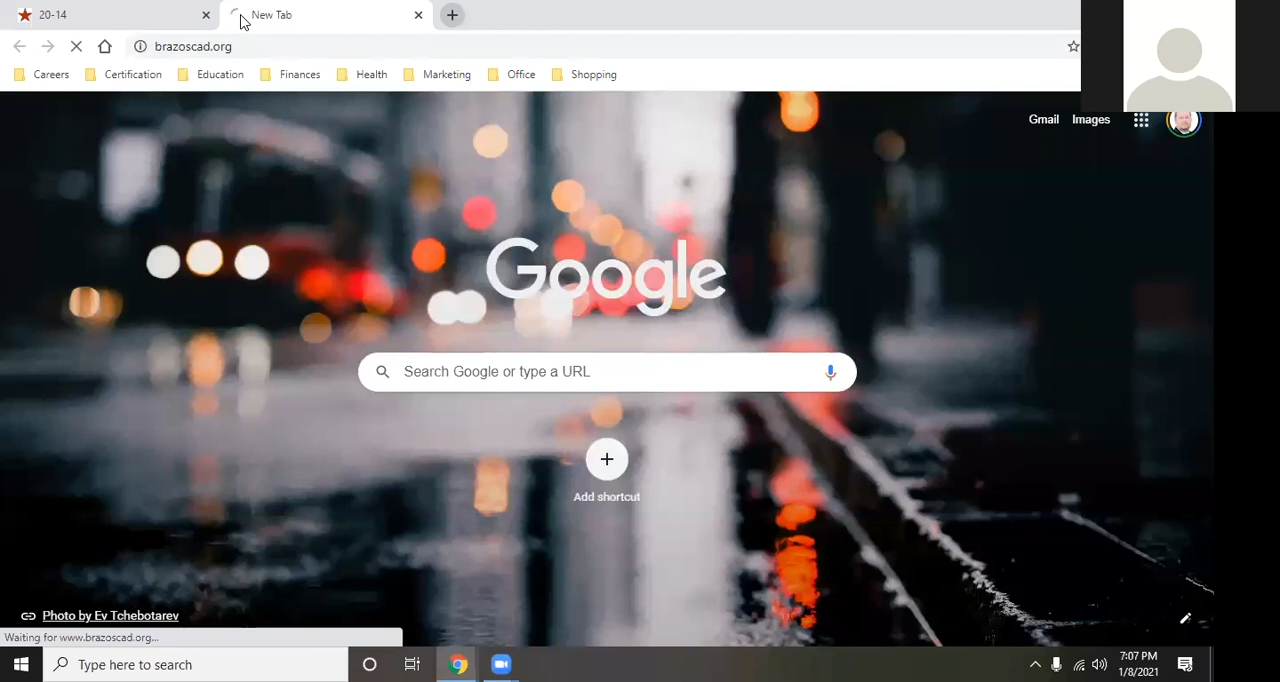 20-14
New Tab
brazoscad.org
Careers Certification Education Finances Health Marketing Office Shopping
Gmail Images
Google
Search Google or type a URL
Add shortcut
Photo by Ev Tchebotarev
Waiting for www.brazoscad.org...
Type here to search
7:07 PM
1/8/2021